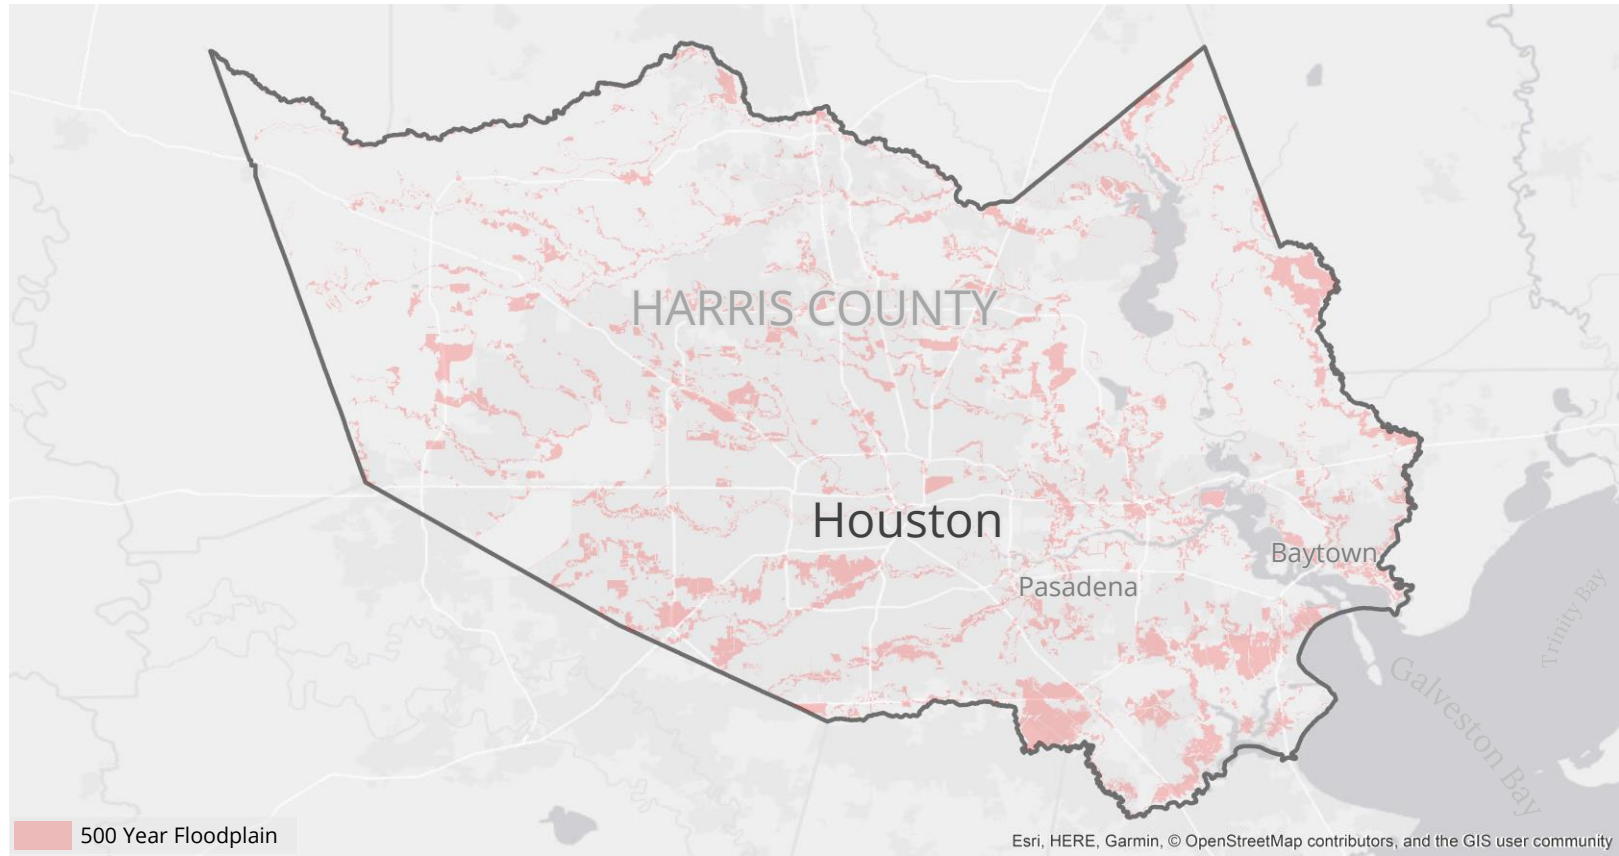 HARRIS COUNTY
Houston
Baytown
Pasadena
Trinity Bay
Galveston Bay
500 Year Floodplain
Esri, HERE, Garmin, © OpenStreetMap contributors, and the GIS user community